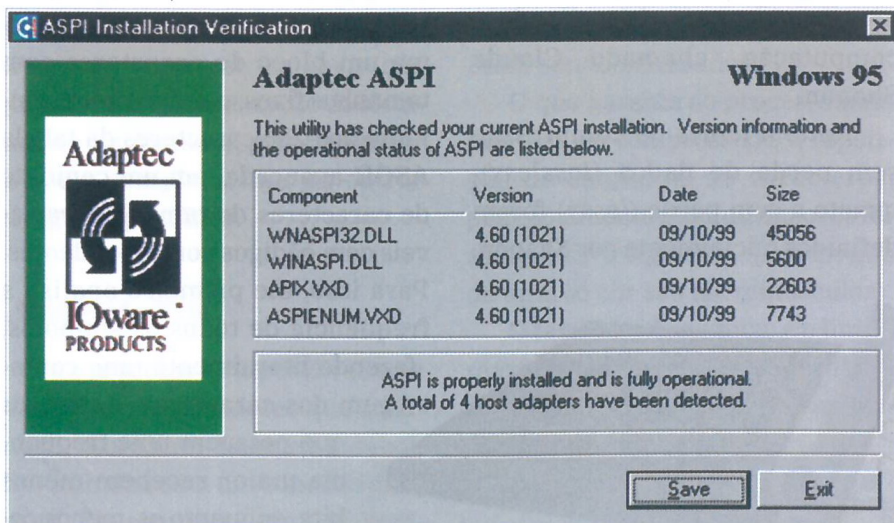 ASPI Installation Verification
Adaptec
IOware
PRODUCTS
Adaptec ASPI
Windows 95
This utility has checked your current ASPI installation. Version information and
the operational status of ASPI are listed below.
Component Version Date Size
WNASPI32.DLL 4.60 (1021) 09/10/99 45056
WINASPI.DLL 4.60 (1021) 09/10/99 5600
APIX.VXD 4.60 (1021) 09/10/99 22603
ASPIENUM.VXD 4.60 (1021) 09/10/99 7743
ASPI is properly installed and is fully operational.
A total of 4 host adapters have been detected.
Save
Exit